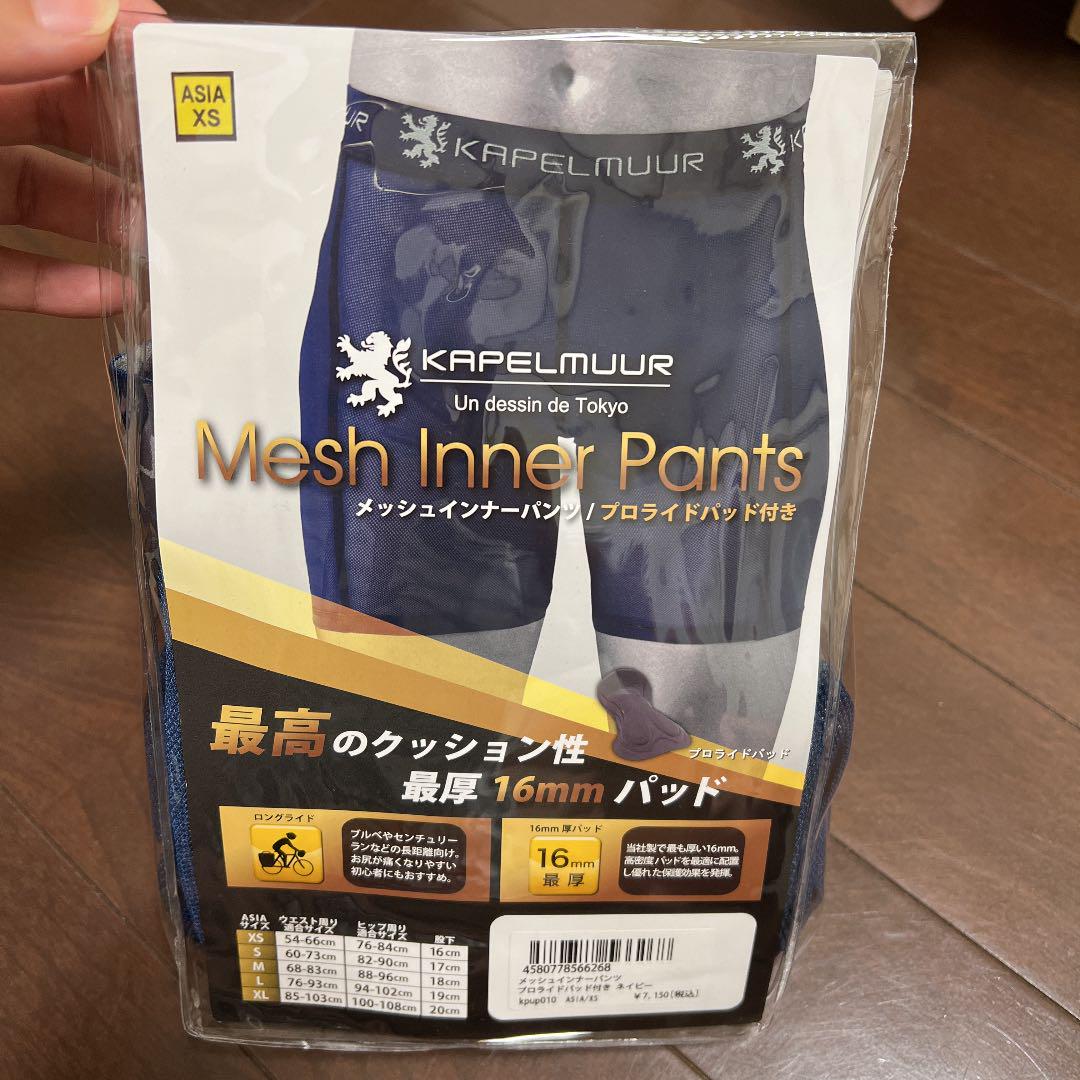 ASIA
XS
UR
KAPELMUUR
K
KAPELMUUR
Un dessin de Tokyo
Mesh Inner Pants
メッシュインナーパンツ / プロライドパッド付き
プロライドパッド
最高のクッション性
最厚 16mm パッド
ロングライド
ブルベやセンチュリー
ランなどの長距離向け。
お尻が痛くなりやすい
初心者にもおすすめ。
16mm 厚パッド
16mm
最厚
当社製で最も厚い16mm。
高密度パッドを最適に配置
し優れた保護効果を発揮。
ASIA サイズ ウエスト周り 適合サイズ ヒップ周り 適合サイズ 股下
XS 54-66cm 76-84cm 16cm
S 60-73cm 82-90cm 17cm
M 68-83cm 88-96cm 18cm
L 76-93cm 94-102cm 19cm
XL 85-103cm 100-108cm 20cm
4580778566268
メッシュインナーパンツ
プロライドパッド付き ネイビー
kpup010 ASIA/XS ¥7,150[税込]